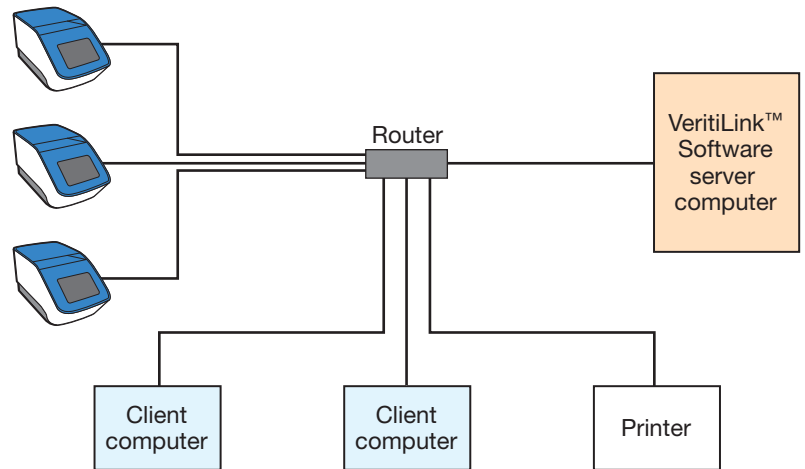 Router
VeritiLink™
Software
server
computer
Client
computer
Client
computer
Printer